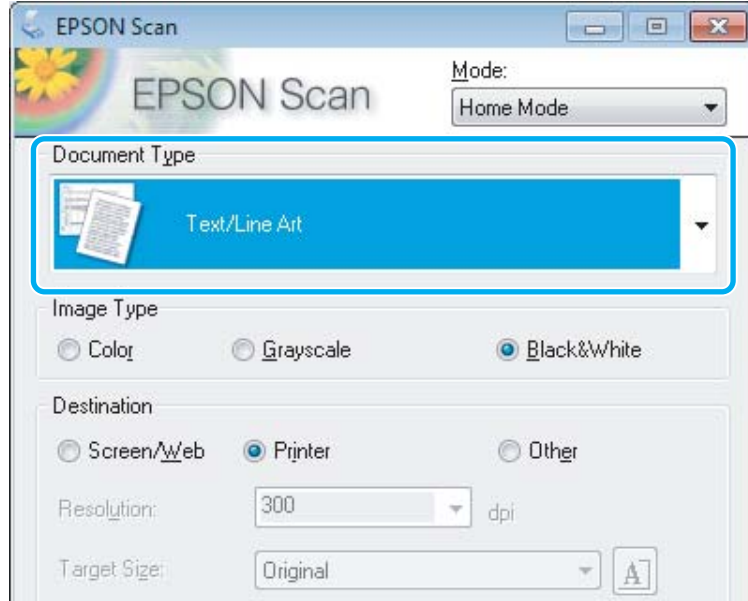 EPSON Scan
EPSON Scan
Mode:
Home Mode
Document Type
Text/Line Art
Image Type
Color Grayscale Black&White
Destination
Screen/Web Printer Other
Resolution: 300 dpi
Target Size: Original A